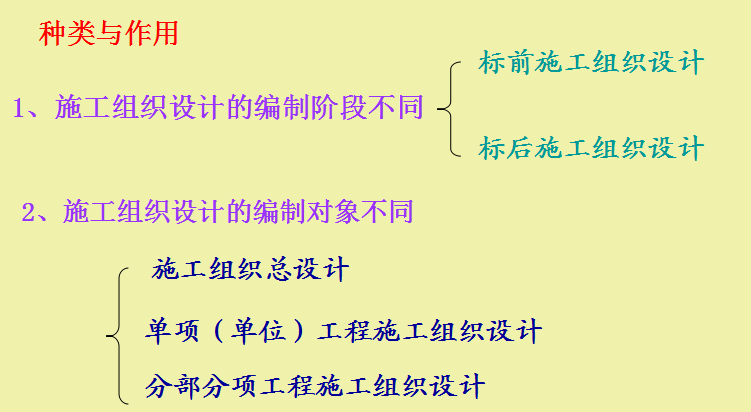 种类与作用
标前施工组织设计
1、施工组织设计的编制阶段不同
标后施工组织设计
2、施工组织设计的编制对象不同
施工组织总设计
单项（单位）工程施工组织设计
分部分项工程施工组织设计